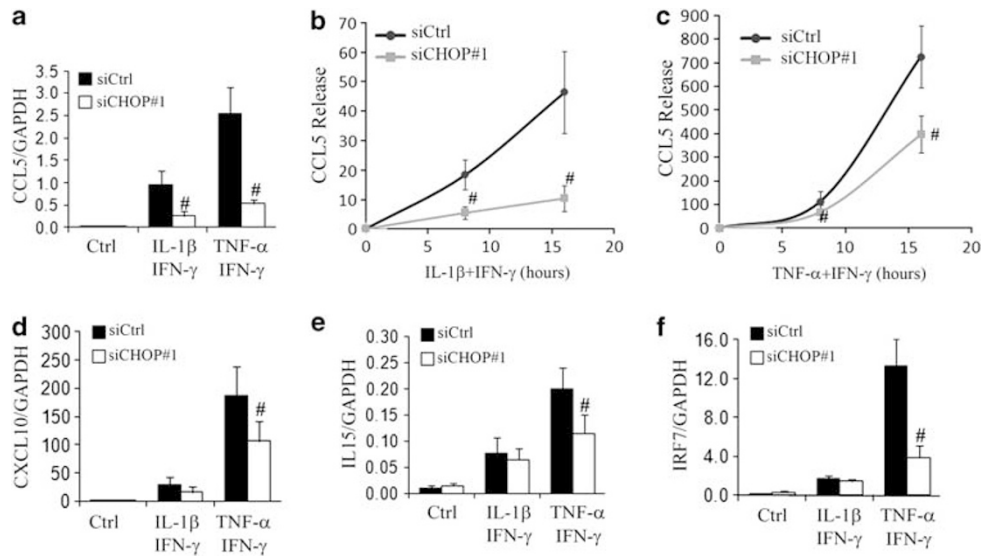 a
siCtrl
siCHOP#1
CCL5/GAPDH
3.5
3.0
2.5
2.0
1.5
1.0
0.5
0.0
#
#
Ctrl
IL-1β
IFN-γ
TNF-α
IFN-γ
b
siCtrl
siCHOP#1
CCL5 Release
70
60
50
40
30
20
10
0
#
#
0
5
10
15
20
IL-1β+IFN-γ (hours)
c
siCtrl
siCHOP#1
CCL5 Release
900
800
700
600
500
400
300
200
100
0
#
#
0
5
10
15
20
TNF-α+IFN-γ (hours)
d
siCtrl
siCHOP#1
CXCL10/GAPDH
300
250
200
150
100
50
0
#
Ctrl
IL-1β
IFN-γ
TNF-α
IFN-γ
e
siCtrl
siCHOP#1
IL15/GAPDH
0.30
0.25
0.20
0.15
0.10
0.05
0.00
#
Ctrl
IL-1β
IFN-γ
TNF-α
IFN-γ
f
siCtrl
siCHOP#1
IRF7/GAPDH
16.0
12.0
8.0
4.0
0.0
#
Ctrl
IL-1β
IFN-γ
TNF-α
IFN-γ